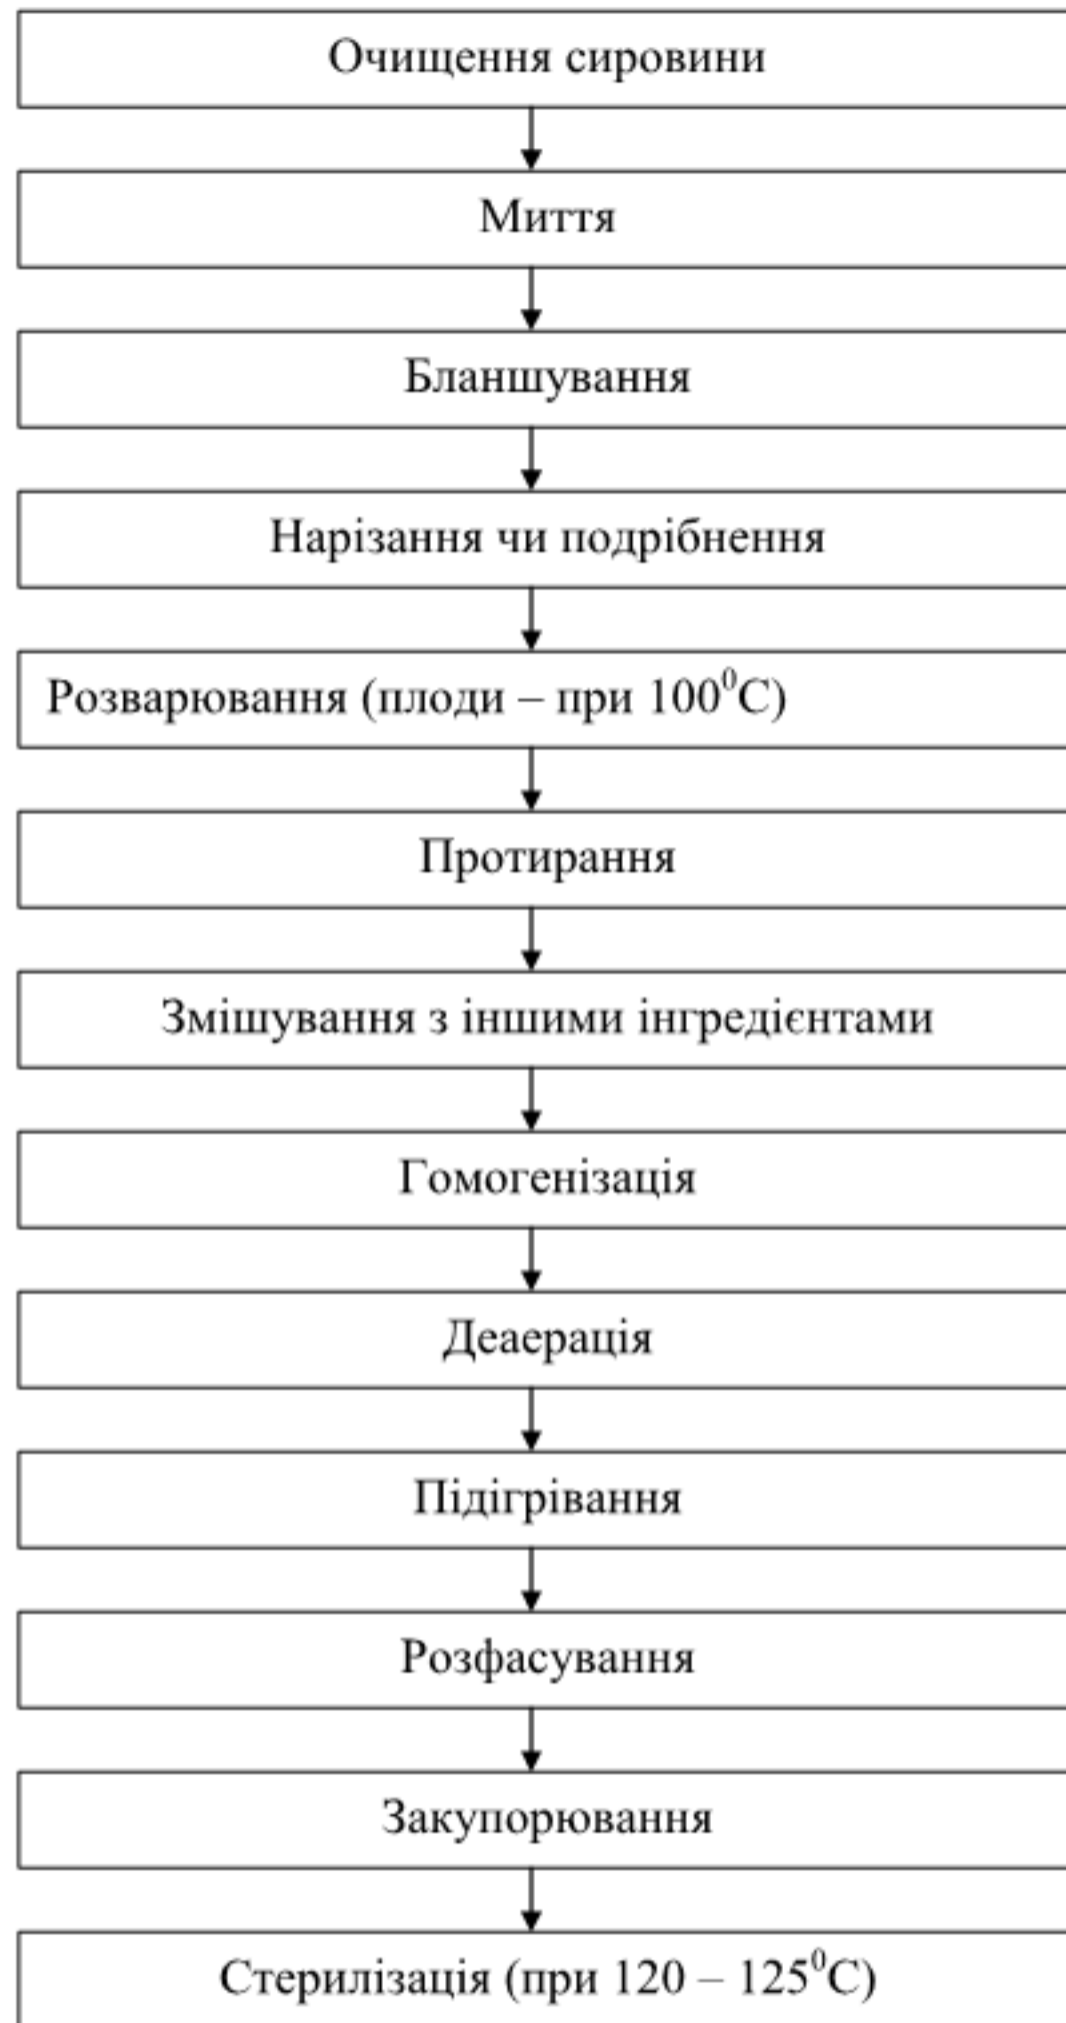 Очищення сировини
Миття
Бланшування
Нарізання чи подрібнення
Розварювання (плоди – при 100⁰С)
Протирання
Змішування з іншими інгредієнтами
Гомогенізація
Деаерація
Підігрівання
Розфасування
Закупорювання
Стерилізація (при 120 – 125⁰С)